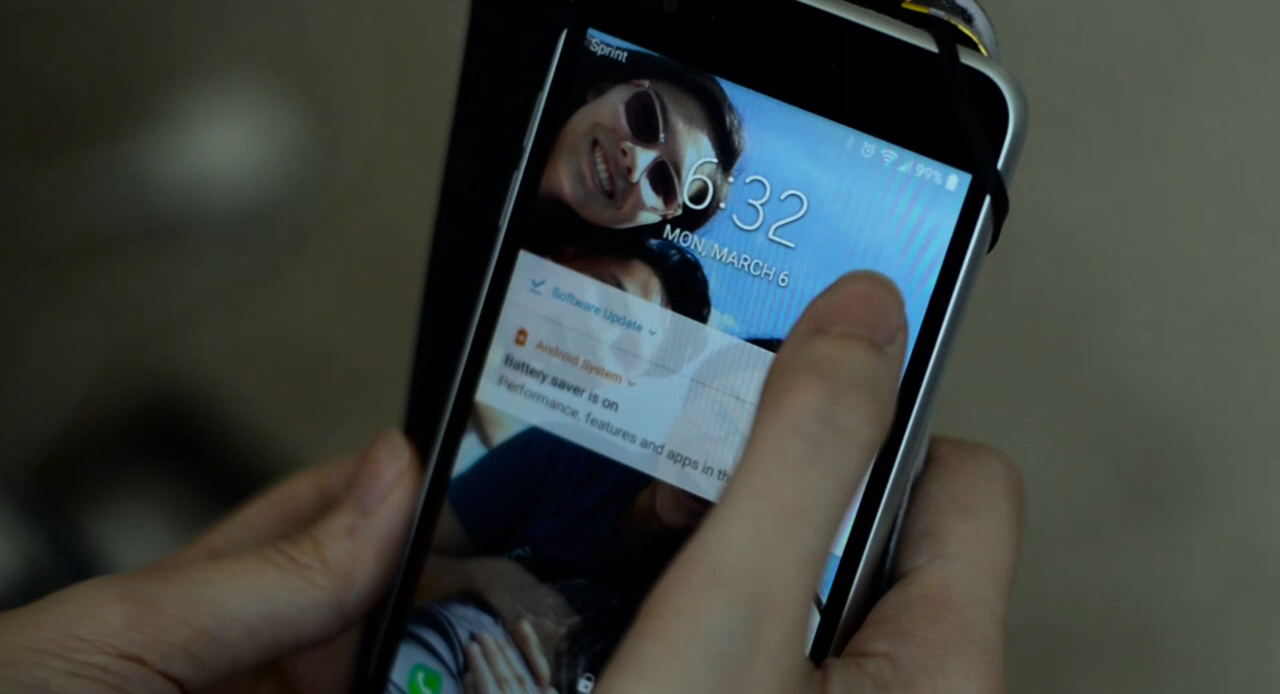 Sprint
99%
6:32
MON, MARCH 6
Software Update
Android System
Battery saver is on
Performance, features and apps in